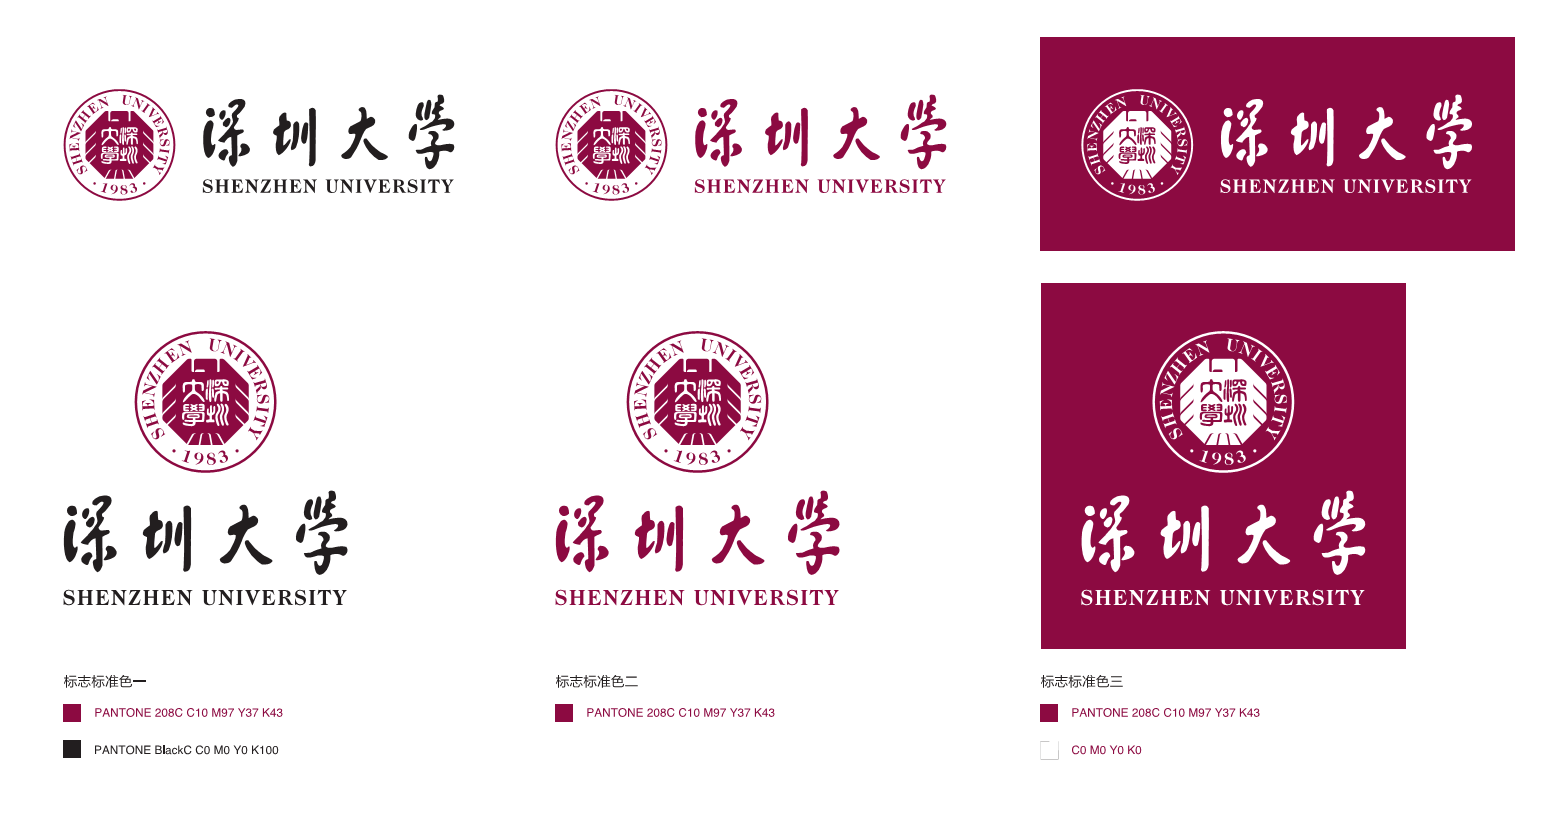 SHENZHEN UNIVERSITY
深圳大學
·1983·
深圳大学
SHENZHEN UNIVERSITY
SHENZHEN UNIVERSITY
深圳大學
·1983·
深圳大学
SHENZHEN UNIVERSITY
SHENZHEN UNIVERSITY
深圳大學
·1983·
深圳大学
SHENZHEN UNIVERSITY
SHENZHEN UNIVERSITY
深圳大學
·1983·
深圳大学
SHENZHEN UNIVERSITY
SHENZHEN UNIVERSITY
深圳大學
·1983·
深圳大学
SHENZHEN UNIVERSITY
SHENZHEN UNIVERSITY
深圳大學
·1983·
深圳大学
SHENZHEN UNIVERSITY
标志标准色一
PANTONE 208C C10 M97 Y37 K43
PANTONE BlackC C0 M0 Y0 K100
标志标准色二
PANTONE 208C C10 M97 Y37 K43
标志标准色三
PANTONE 208C C10 M97 Y37 K43
C0 M0 Y0 K0